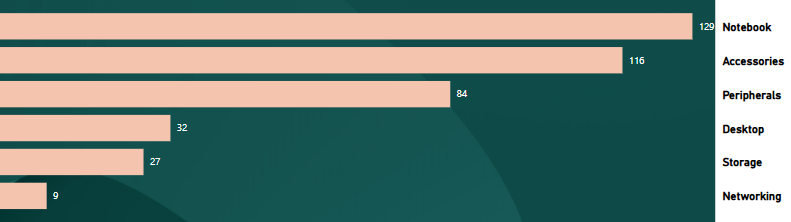 129 Notebook
116 Accessories
84 Peripherals
32 Desktop
27 Storage
9 Networking